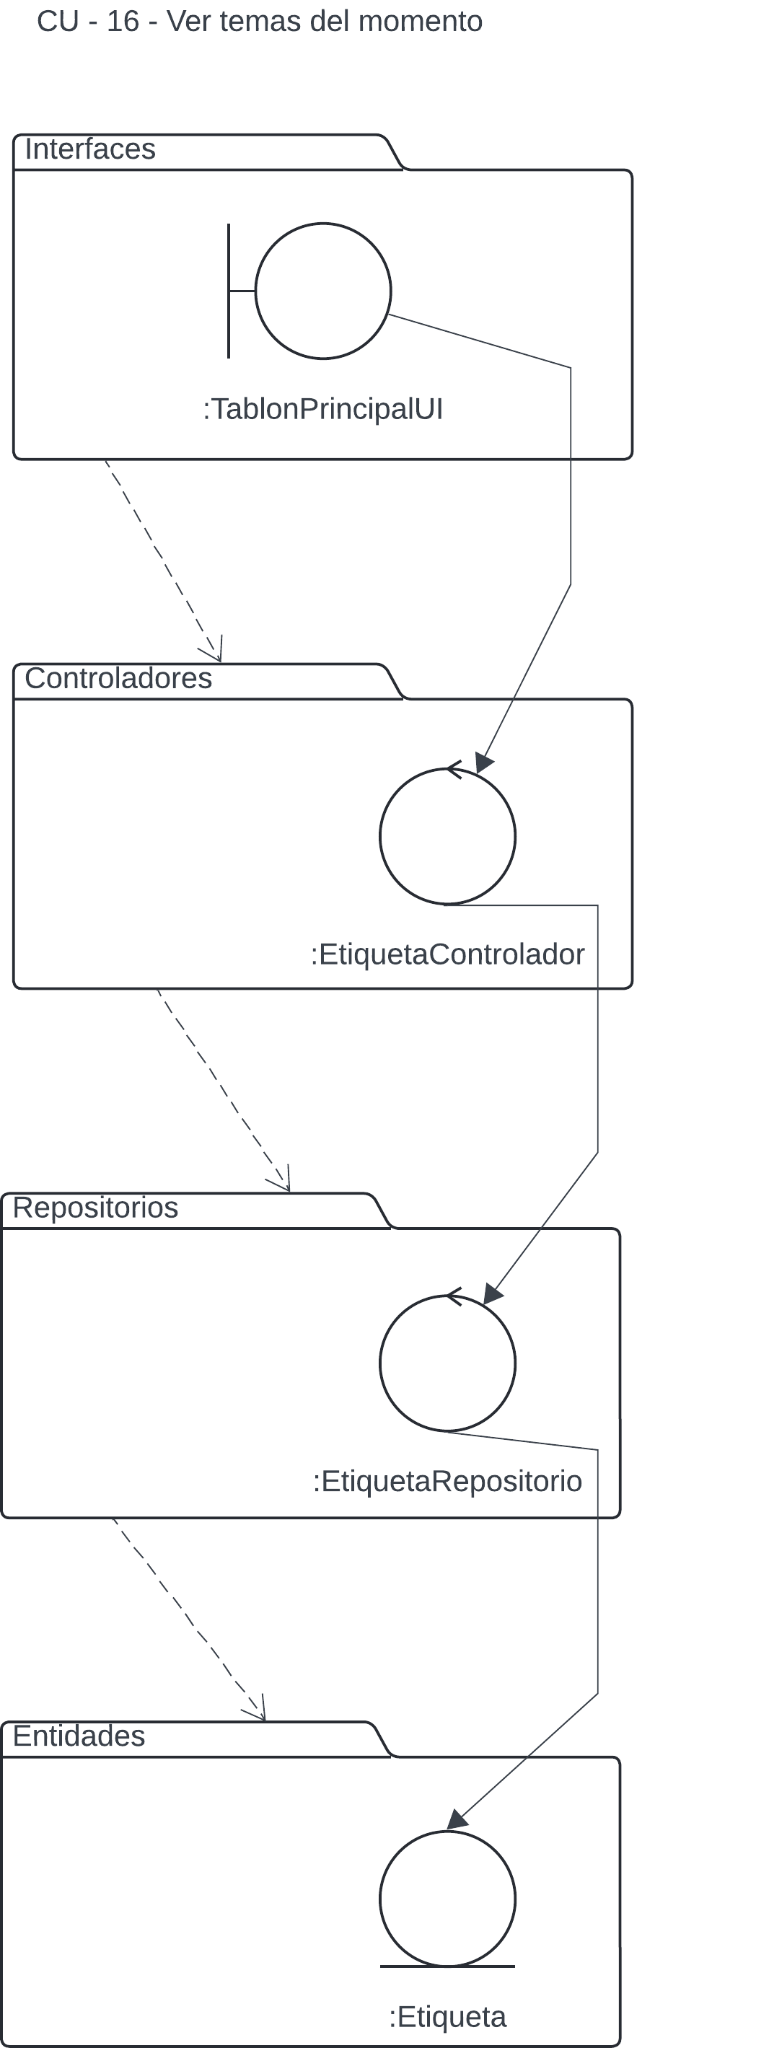 CU - 16 - Ver temas del momento
Interfaces
:TablonPrincipalUI
Controladores
:EtiquetaControlador
Repositorios
:EtiquetaRepositorio
Entidades
:Etiqueta